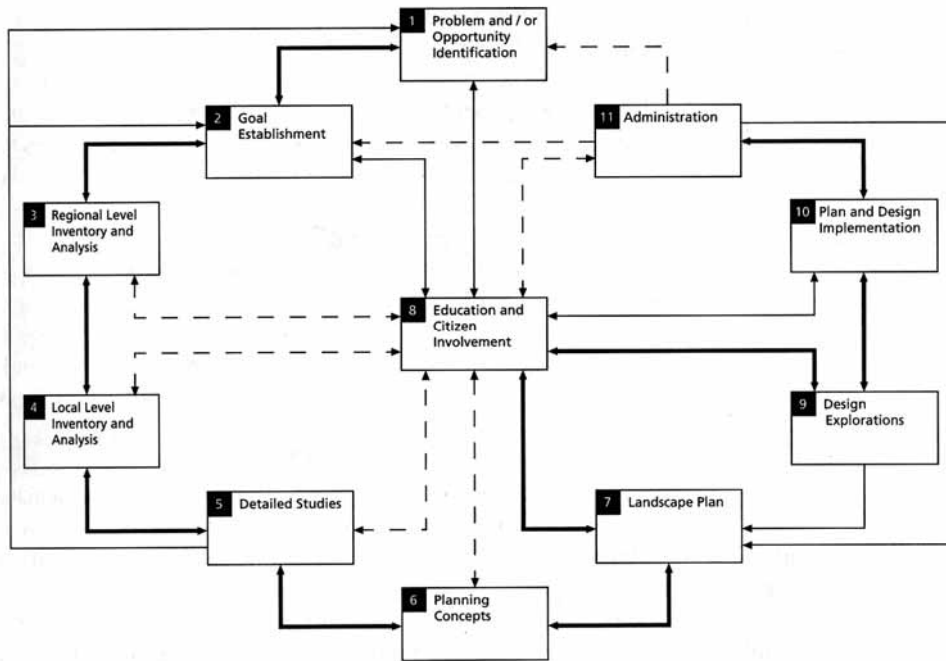 1 Problem and / or
Opportunity
Identification
2 Goal
Establishment
11 Administration
3 Regional Level
Inventory and
Analysis
10 Plan and Design
Implementation
8 Education and
Citizen
Involvement
4 Local Level
Inventory and
Analysis
9 Design
Explorations
5 Detailed Studies
7 Landscape Plan
6 Planning
Concepts